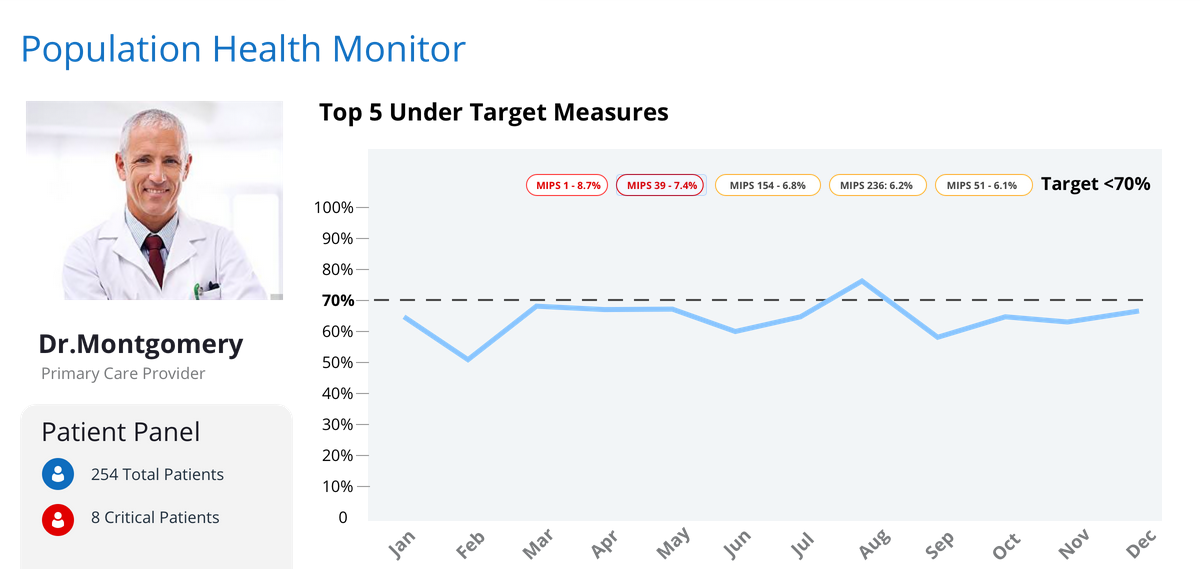 Population Health Monitor
Top 5 Under Target Measures
MIPS 1 - 8.7%
MIPS 39 - 7.4%
MIPS 154 - 6.8%
MIPS 236: 6.2%
MIPS 51 - 6.1%
Target <70%
100%
90%
80%
70%
60%
50%
40%
30%
20%
10%
0
Jan
Feb
Mar
Apr
May
Jun
Jul
Aug
Sep
Oct
Nov
Dec
Dr.Montgomery
Primary Care Provider
Patient Panel
254 Total Patients
8 Critical Patients